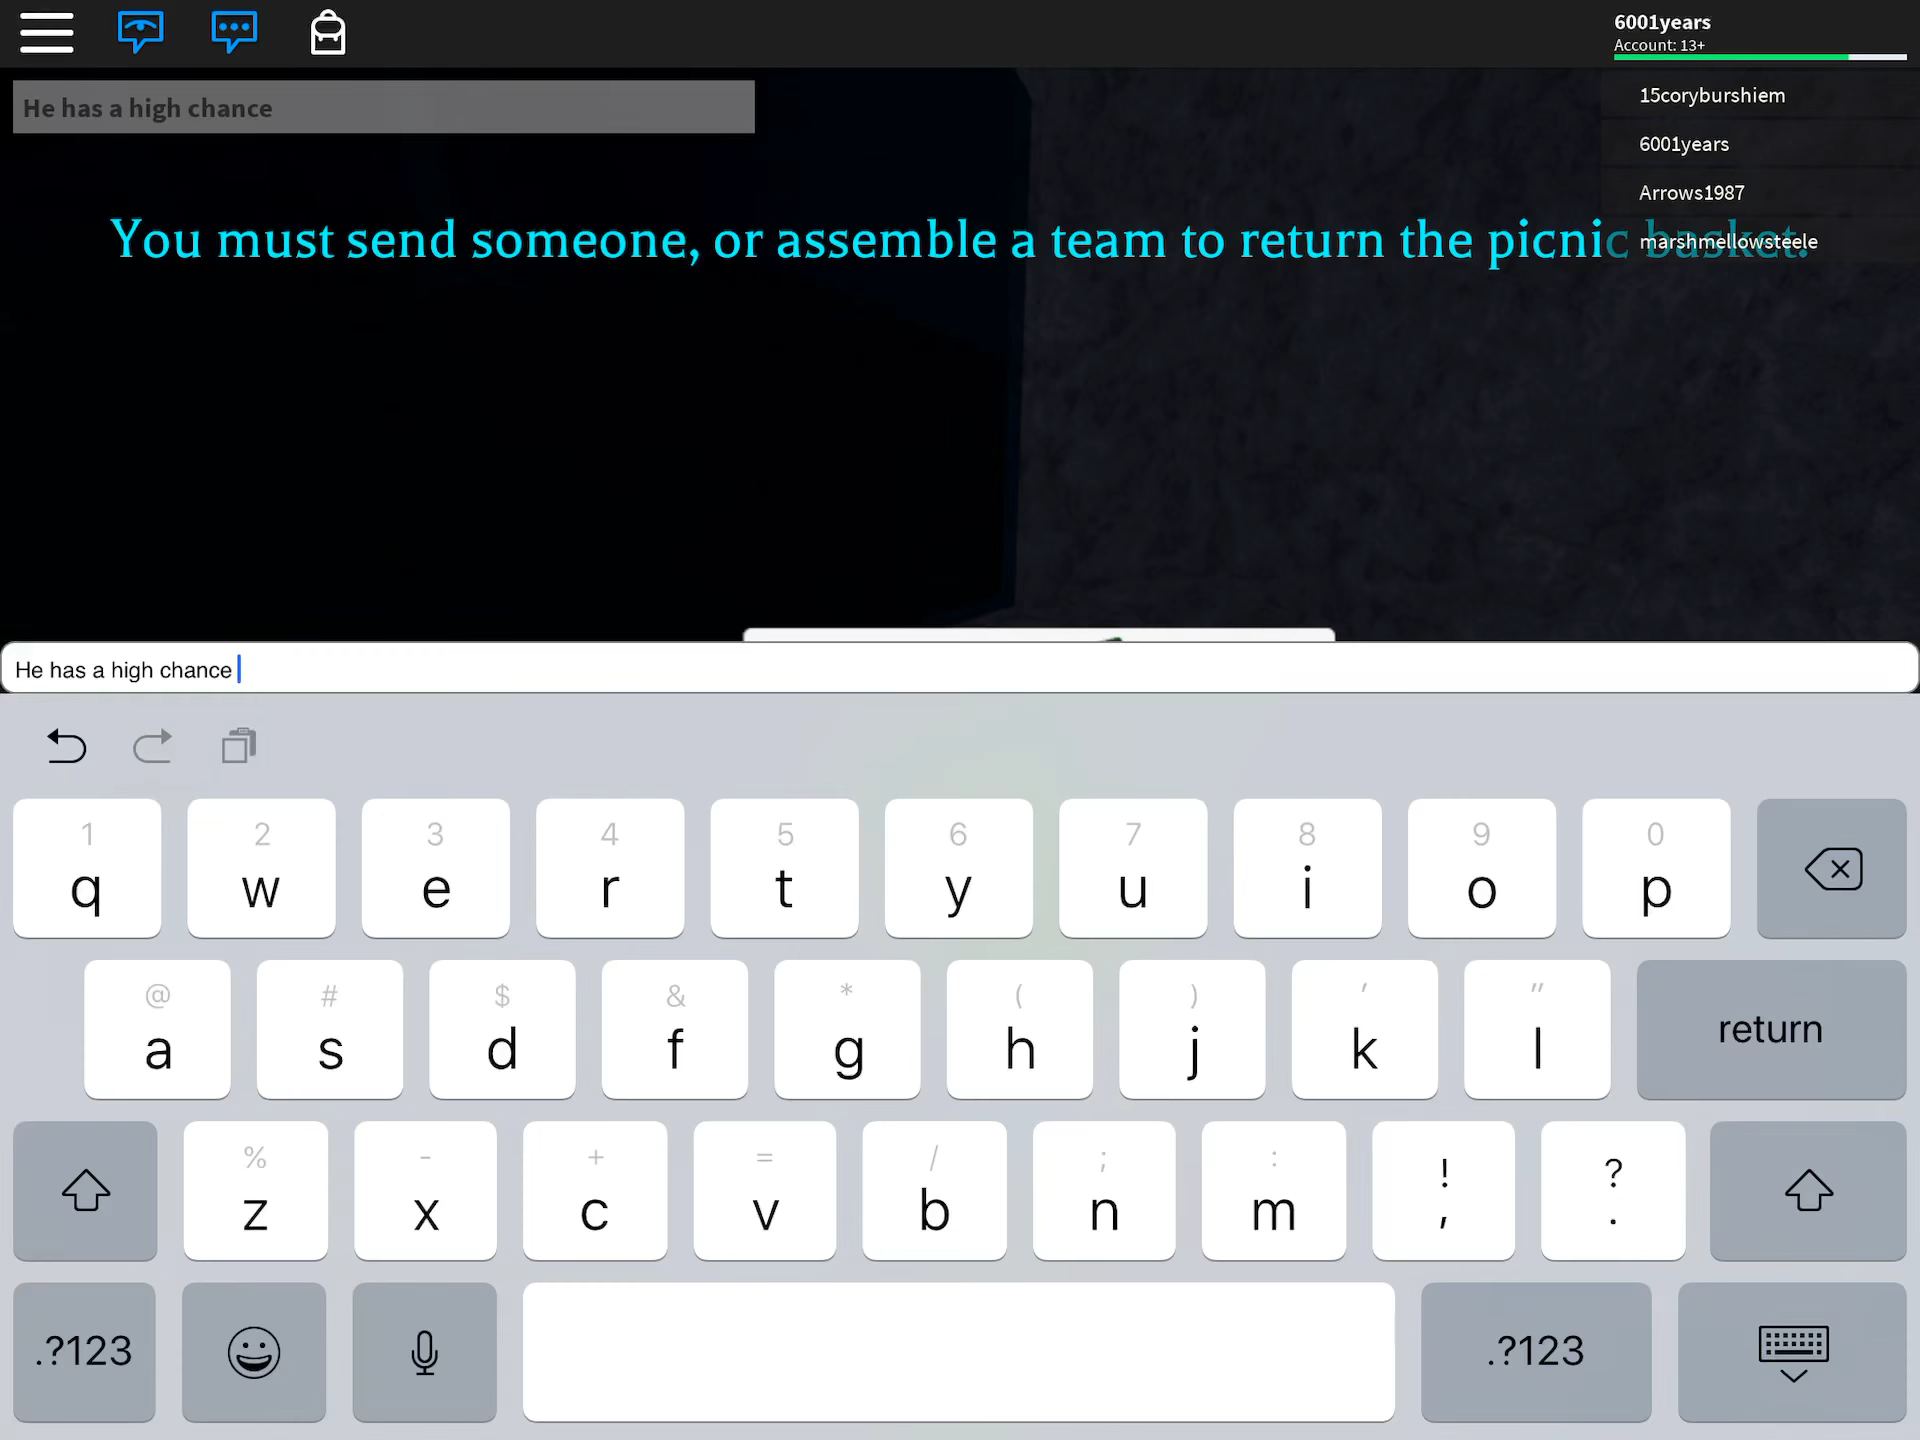 6001years
Account: 13+
He has a high chance
15coryburshiem
6001years
Arrows1987
marshmellowsteele
You must send someone, or assemble a team to return the picnic basket.
He has a high chance
1 2 3 4 5 6 7 8 9 0
q w e r t y u i o p
@ # $ & * ( ) ' "
a s d f g h j k l return
% - + = / ; : ! ?
z x c v b n m , .
.?123 .?123